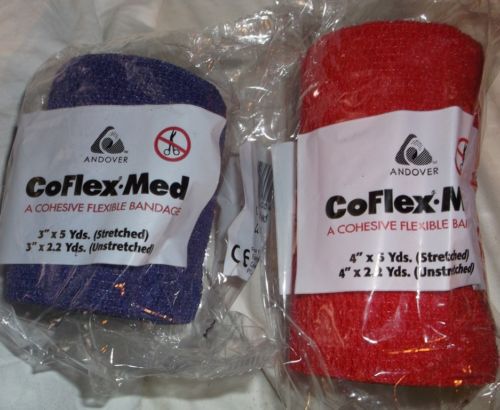 ANDOVER
CoFlex·Med
A COHESIVE FLEXIBLE BANDAGE
3" x 5 Yds. (Stretched)
3" x 2.2 Yds. (Unstretched)
CE
ANDOVER
CoFlex·M
A COHESIVE FLEXIBLE BAN
4" x 5 Yds. (Stretched)
4" x 2.2 Yds. (Unstretched)